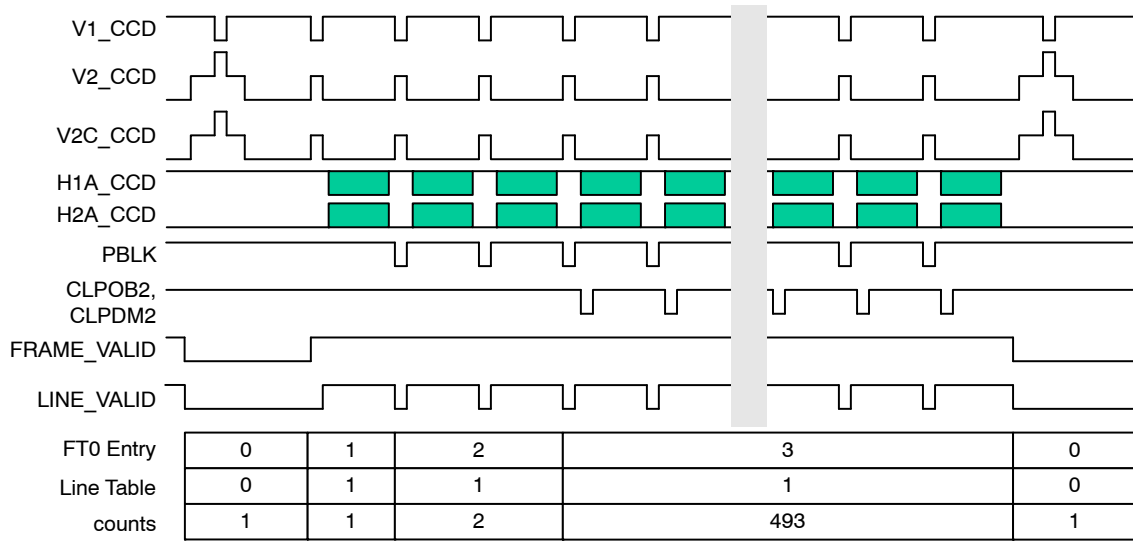 V1_CCD
V2_CCD
V2C_CCD
H1A_CCD
H2A_CCD
PBLK
CLPOB2,
CLPDM2
FRAME_VALID
LINE_VALID
FT0 Entry 0 1 2 3 0
Line Table 0 1 1 1 0
counts 1 1 2 493 1